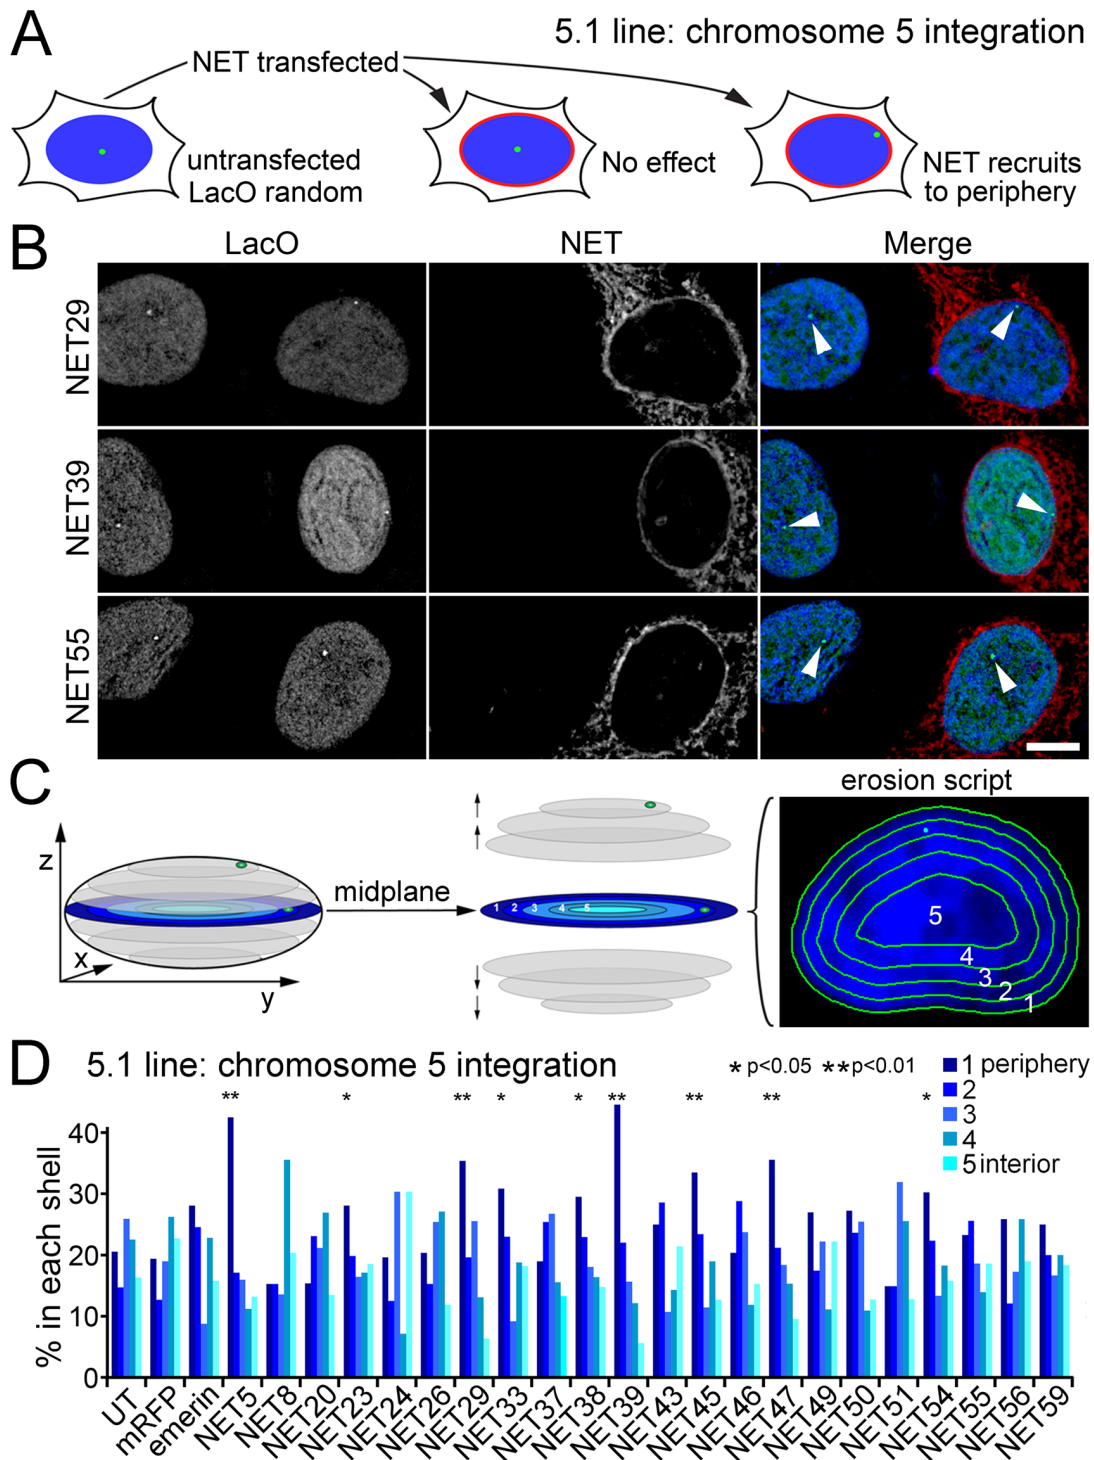 A
5.1 line: chromosome 5 integration
NET transfected
untransfected
LacO random
No effect
NET recruits
to periphery
B
LacO
NET
Merge
NET29
NET39
NET55
C
erosion script
z
x
y
midplane
1 2 3 4 5
5
4
3
2
1
D
5.1 line: chromosome 5 integration
* p<0.05 **p<0.01
1 periphery
2
3
4
5 interior
** * ** * * ** ** ** *
% in each shell
40
30
20
10
0
UT
mRFP
emerin
NET5
NET8
NET20
NET23
NET24
NET26
NET29
NET33
NET37
NET38
NET39
NET43
NET45
NET46
NET47
NET49
NET50
NET51
NET54
NET55
NET56
NET59